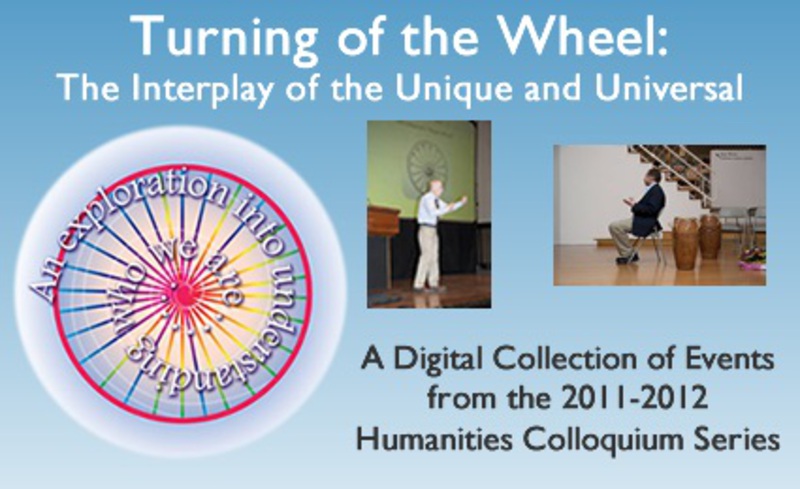 Turning of the Wheel:
The Interplay of the Unique and Universal
An exploration into understanding
who we are
A Digital Collection of Events
from the 2011-2012
Humanities Colloquium Series